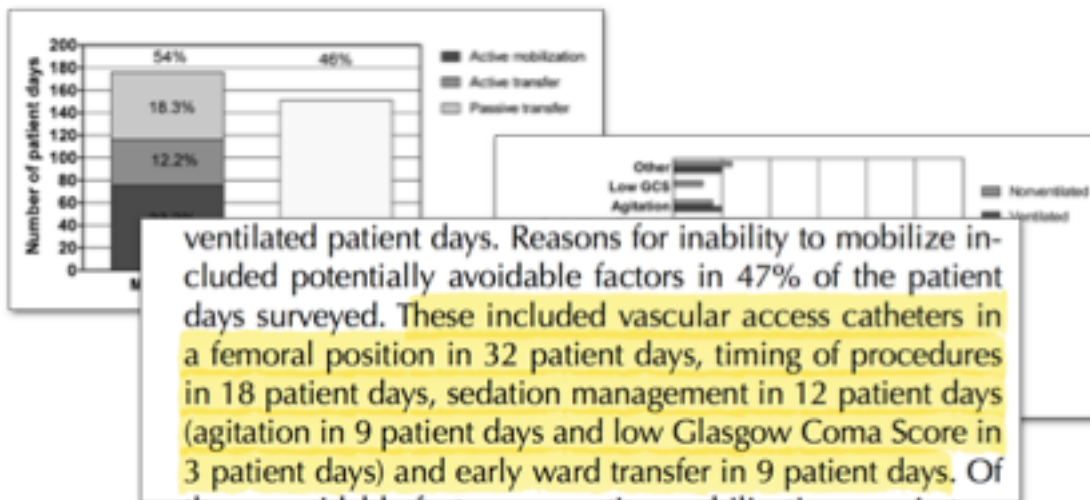 200
54%
46%
Active mobilization
180
Active transfer
160
18.3%
Passive transfer
140
120
100
12.2%
80
60
40
20
0
Number of patient days
Other
Low GCS
Agitation
Nonventilated
Ventilated
ventilated patient days. Reasons for inability to mobilize in-
cluded potentially avoidable factors in 47% of the patient
days surveyed. These included vascular access catheters in
a femoral position in 32 patient days, timing of procedures
in 18 patient days, sedation management in 12 patient days
(agitation in 9 patient days and low Glasgow Coma Score in
3 patient days) and early ward transfer in 9 patient days. Of